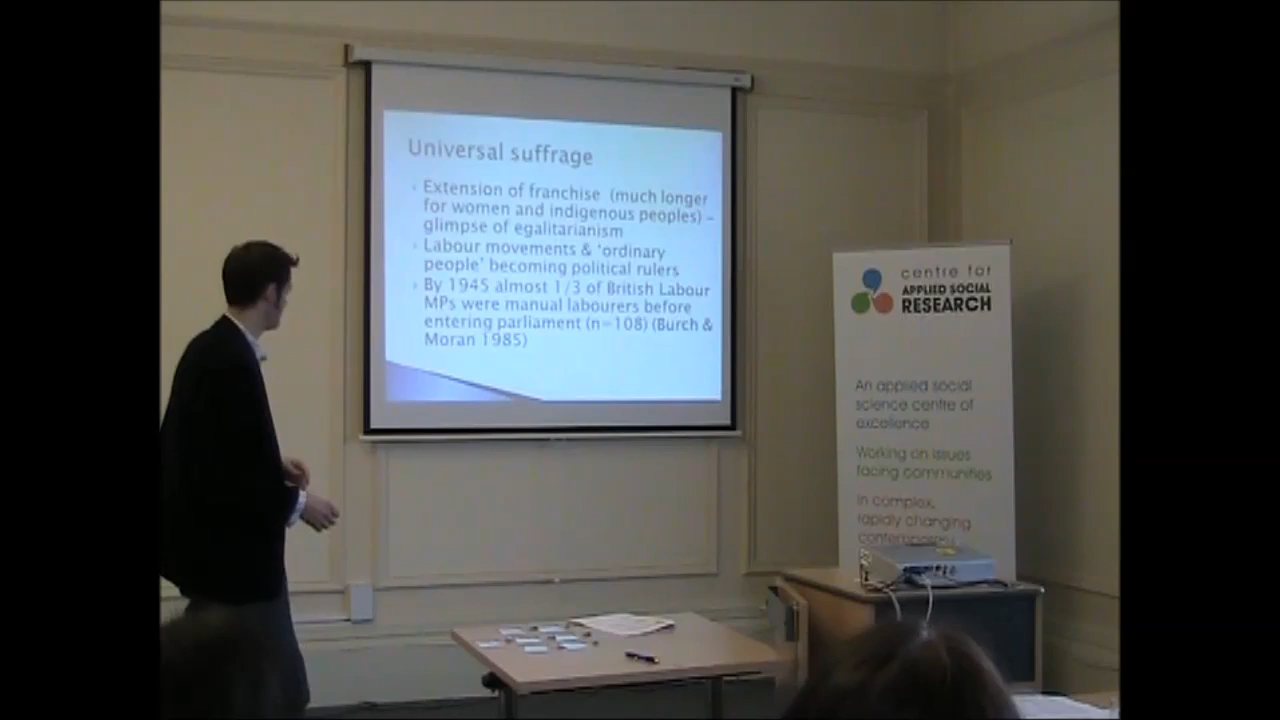 Universal suffrage
Extension of franchise (much longer
for women and indigenous peoples) –
glimpse of egalitarianism
Labour movements & ‘ordinary
people’ becoming political rulers
By 1945 almost 1/3 of British Labour
MPs were manual labourers before
entering parliament (n=108) (Burch &
Moran 1985)
centre for
APPLIED SOCIAL
RESEARCH
An applied social
science centre of
excellence
Working on issues
facing communities
in complex,
rapidly changing
contemporary